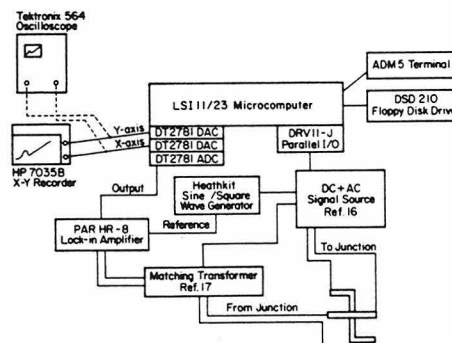 Tektronix 564
Oscilloscope
ADM 5 Terminal
LSI 11/23 Microcomputer
DSD 210
Floppy Disk Drive
Y-axis
X-axis
DT2781 DAC
DT2781 DAC
DT2781 ADC
DRV11-J
Parallel I/O
HP 7035B
X-Y Recorder
Output
Heathkit
Sine /Square
Wave Generator
DC + AC
Signal Source
Ref. 16
PAR HR-8
Lock-in Amplifier
Reference
To Junction
Matching Transformer
Ref. 17
From Junction